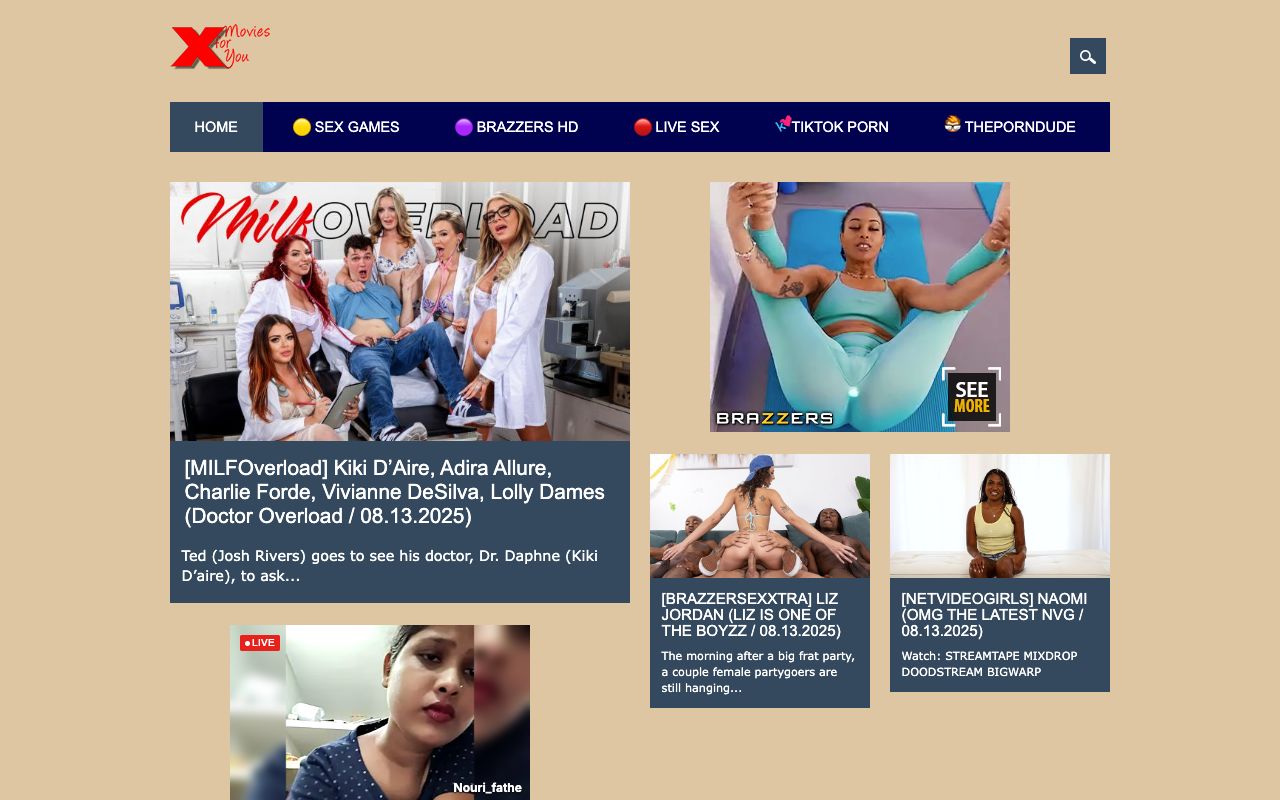 X Movies
for
You
HOME
SEX GAMES
BRAZZERS HD
LIVE SEX
TIKTOK PORN
THEPORNDUDE
Milf OVERLOAD
[MILFOverload] Kiki D’Aire, Adira Allure,
Charlie Forde, Vivianne DeSilva, Lolly Dames
(Doctor Overload / 08.13.2025)
Ted (Josh Rivers) goes to see his doctor, Dr. Daphne (Kiki
D’aire), to ask...
LIVE
Nouri_fathe
BRAZZERS
SEE
MORE
[BRAZZERSEXXTRA] LIZ
JORDAN (LIZ IS ONE OF
THE BOYZZ / 08.13.2025)
The morning after a big frat party,
a couple female partygoers are
still hanging...
[NETVIDEOGIRLS] NAOMI
(OMG THE LATEST NVG /
08.13.2025)
Watch: STREAMTAPE MIXDROP
DOODSTREAM BIGWARP